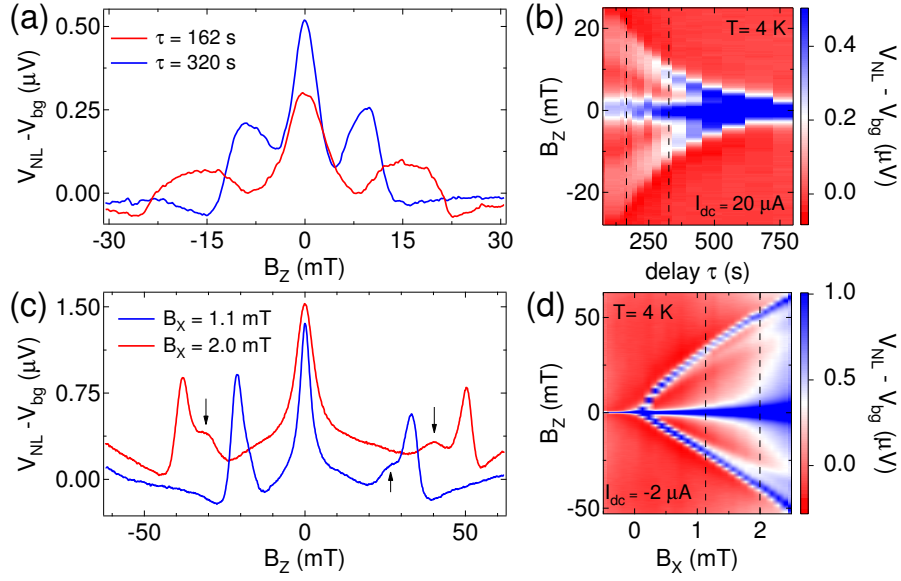 (a)
0.50
0.25
0.00
V_NL -V_bg (μV)
τ = 162 s
τ = 320 s
-30 -15 0 15 30
B_Z (mT)
(b)
20
0
-20
B_Z (mT)
T= 4 K
I_dc= 20 μA
250 500 750
delay τ (s)
0.4
0.2
0.0
V_NL - V_bg (μV)
(c)
1.50
0.75
0.00
V_NL -V_bg (μV)
B_X = 1.1 mT
B_X = 2.0 mT
-50 0 50
B_Z (mT)
(d)
50
0
-50
B_Z (mT)
T= 4 K
I_dc= -2 μA
0 1 2
B_X (mT)
1.0
0.5
0.0
V_NL - V_bg (μV)